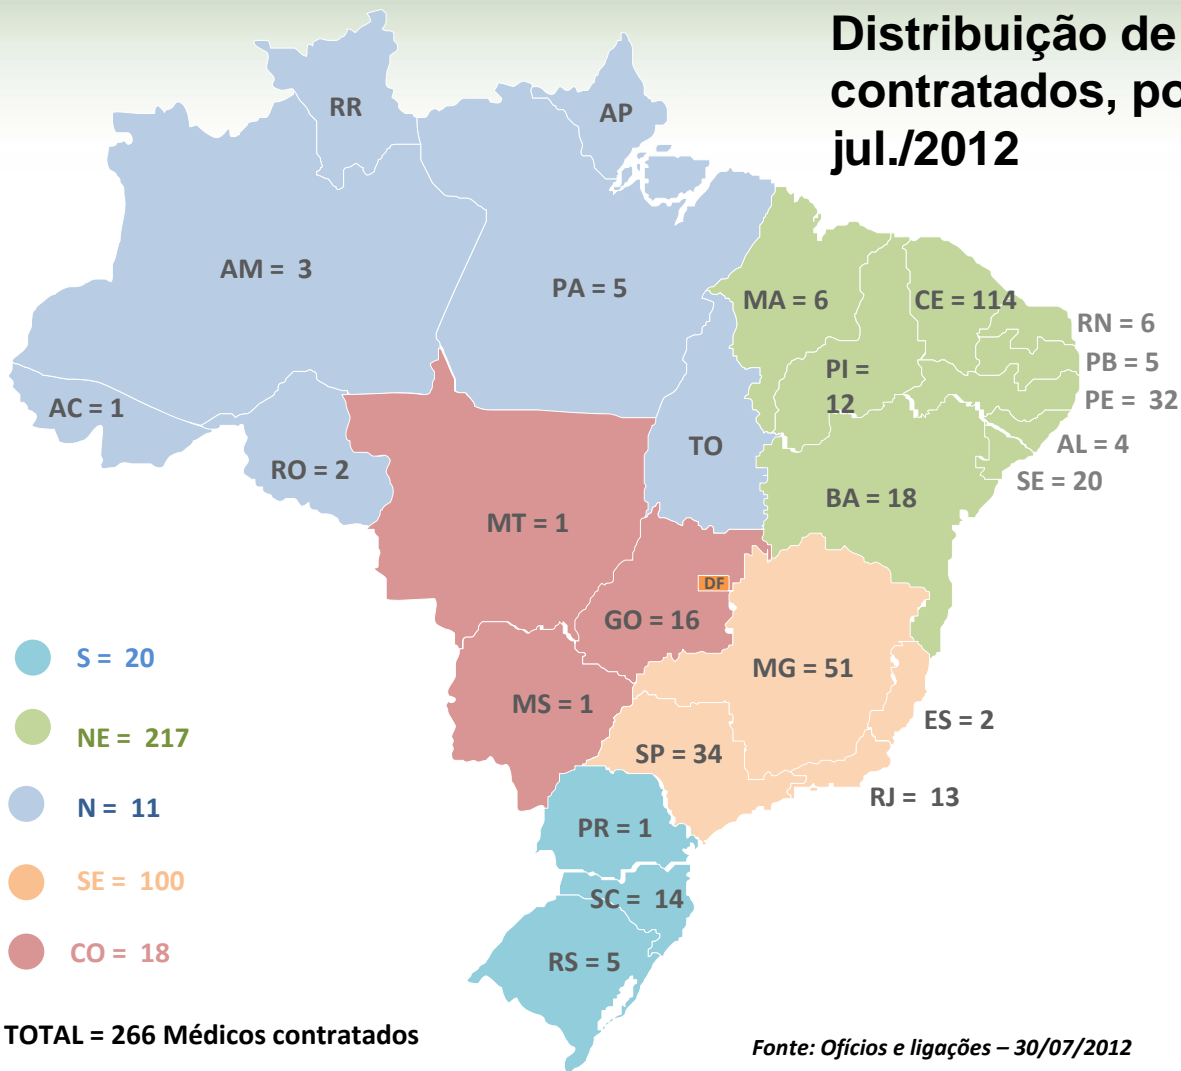 Distribuição de
contratados, po
jul./2012
RR
AP
AM = 3
PA = 5
MA = 6
CE = 114
RN = 6
PB = 5
PI =
12
PE = 32
AC = 1
TO
AL = 4
RO = 2
SE = 20
BA = 18
MT = 1
DF
GO = 16
S = 20
MG = 51
MS = 1
ES = 2
NE = 217
SP = 34
RJ = 13
N = 11
PR = 1
SE = 100
SC = 14
CO = 18
RS = 5
TOTAL = 266 Médicos contratados
Fonte: Ofícios e ligações – 30/07/2012